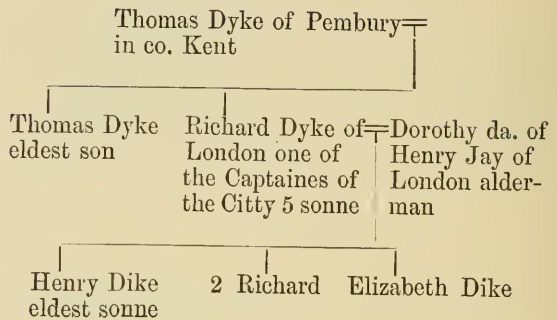 Thomas Dyke of Pembury
in co. Kent
Thomas Dyke
eldest son
Richard Dyke of
London one of
the Captaines of
the Citty 5 sonne
Dorothy da. of
Henry Jay of
London alder-
man
Henry Dike
eldest sonne
2 Richard
Elizabeth Dike